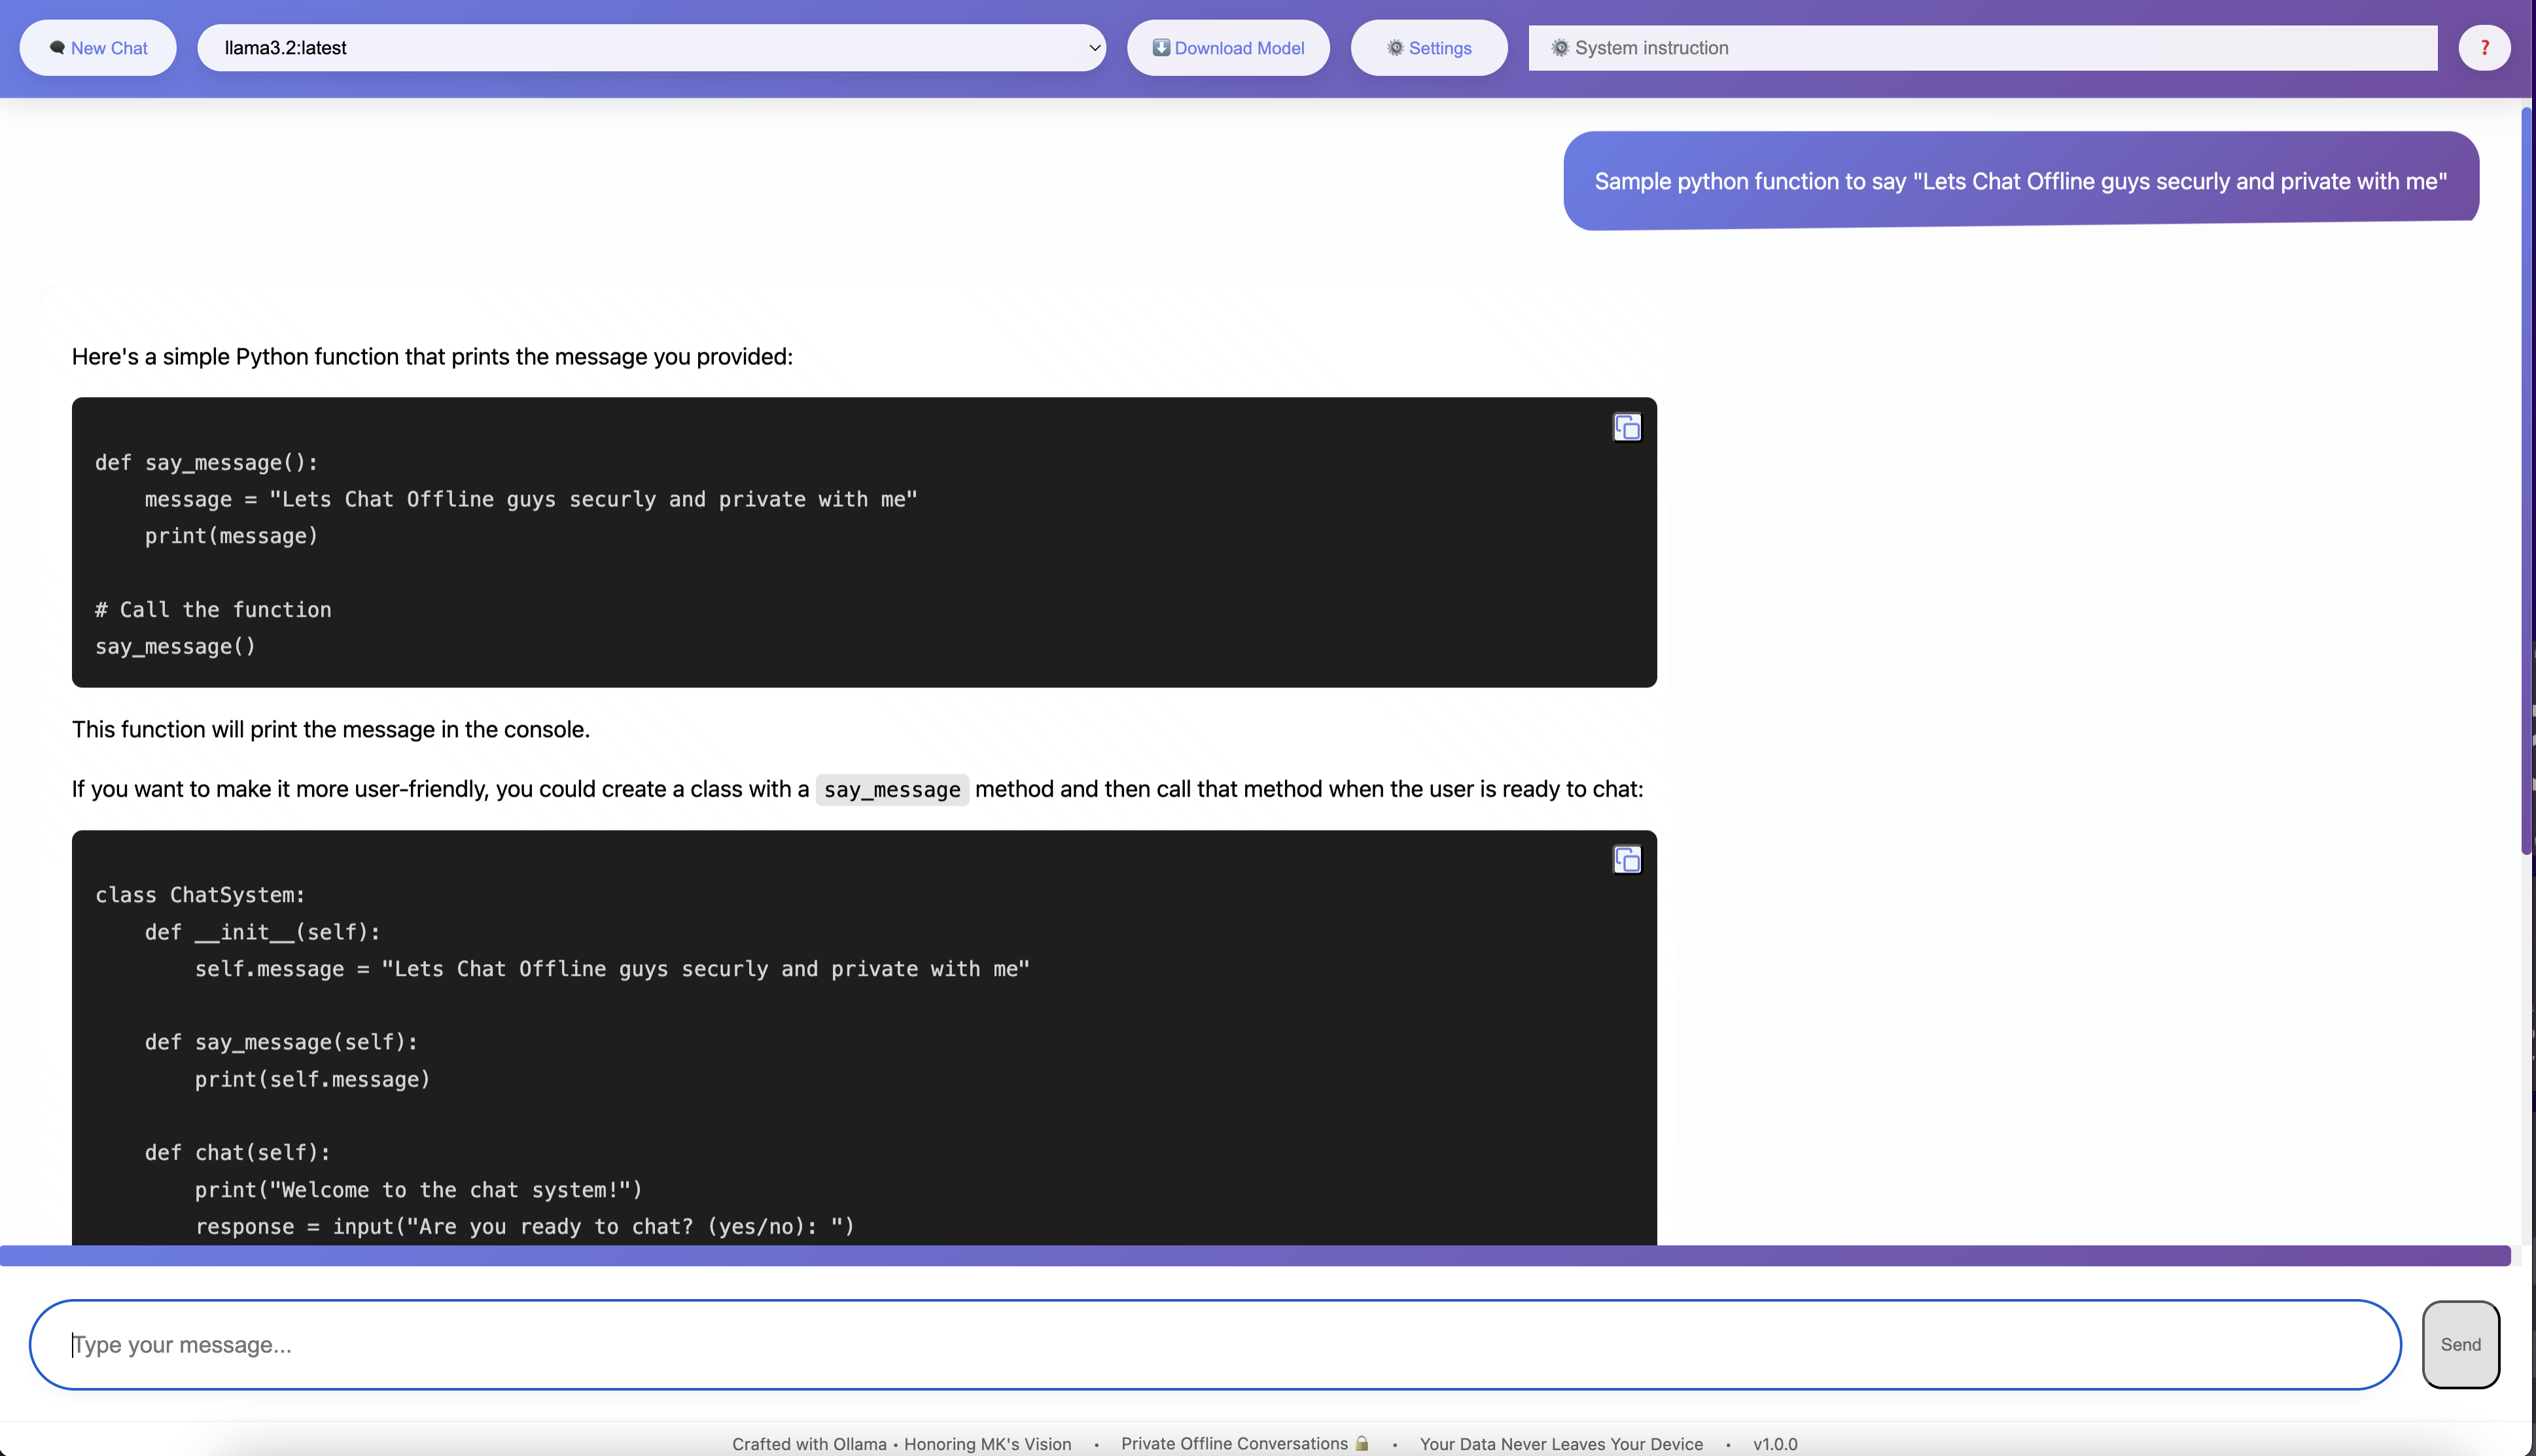 New Chat
llama3.2:latest
Download Model
Settings
System instruction
?
Sample python function to say "Lets Chat Offline guys securly and private with me"
Here's a simple Python function that prints the message you provided:
def say_message():
    message = "Lets Chat Offline guys securly and private with me"
    print(message)
# Call the function
say_message()
This function will print the message in the console.
If you want to make it more user-friendly, you could create a class with a say_message method and then call that method when the user is ready to chat:
class ChatSystem:
    def __init__(self):
        self.message = "Lets Chat Offline guys securly and private with me"
    def say_message(self):
        print(self.message)
    def chat(self):
        print("Welcome to the chat system!")
        response = input("Are you ready to chat? (yes/no): ")
Type your message...
Send
Crafted with Ollama • Honoring MK's Vision • Private Offline Conversations 🔒 • Your Data Never Leaves Your Device • v1.0.0